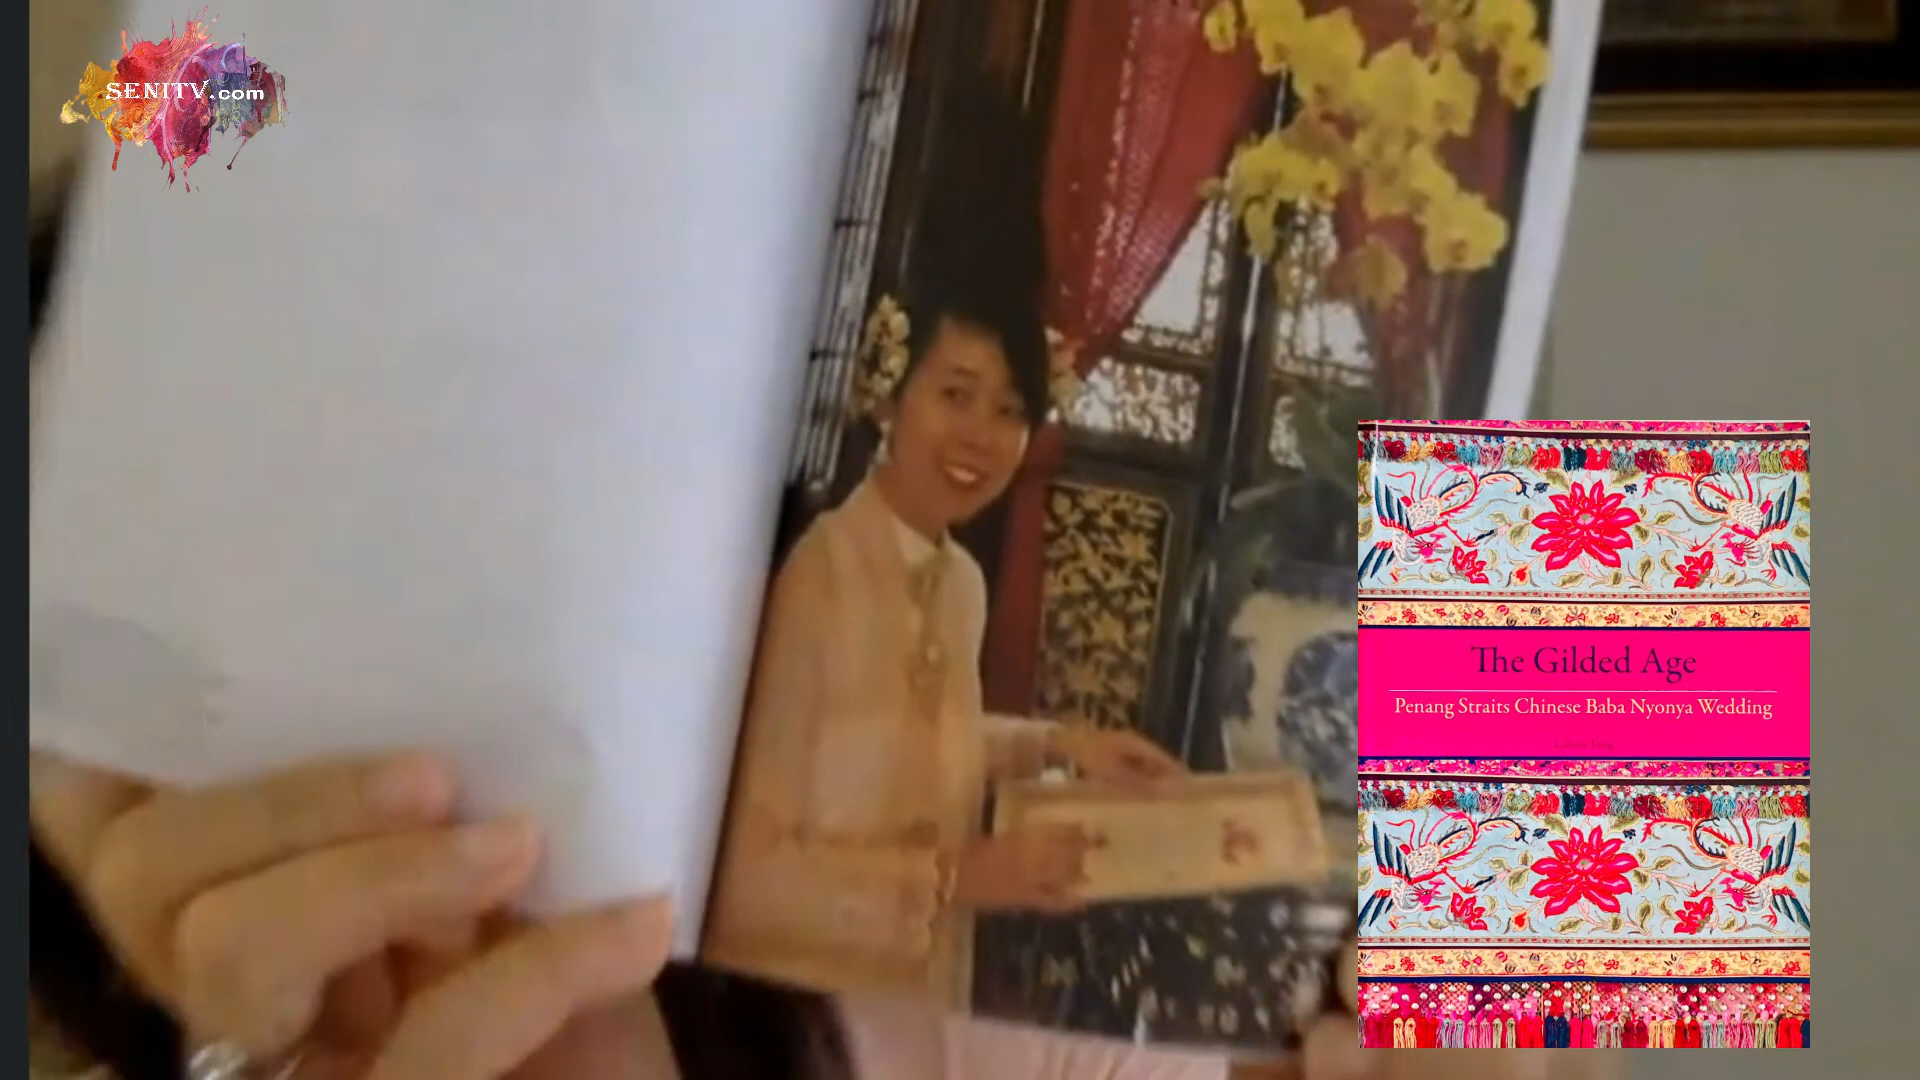 SENITV.com
The Gilded Age
Penang Straits Chinese Baba Nyonya Wedding